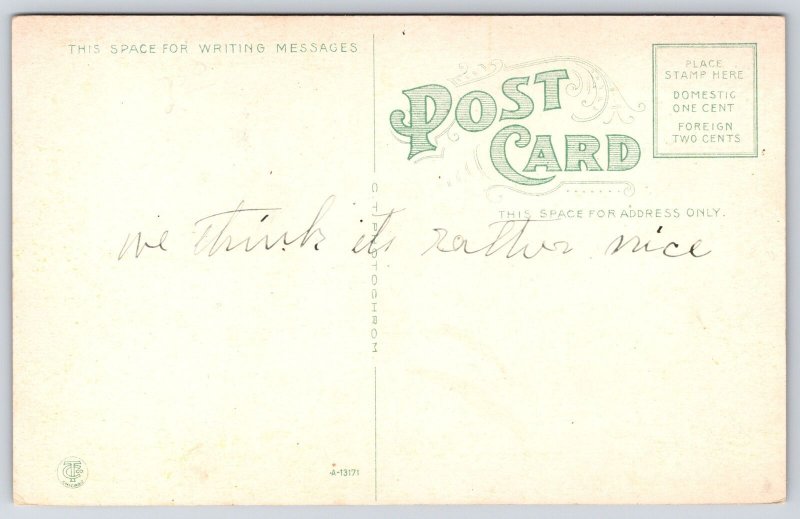 THIS SPACE FOR WRITING MESSAGES
POST CARD
PLACE
STAMP HERE
DOMESTIC
ONE CENT
FOREIGN
TWO CENTS
THIS SPACE FOR ADDRESS ONLY.
we think its rather nice
C.T. PHOTOCHROM
A-13171
CHICAGO